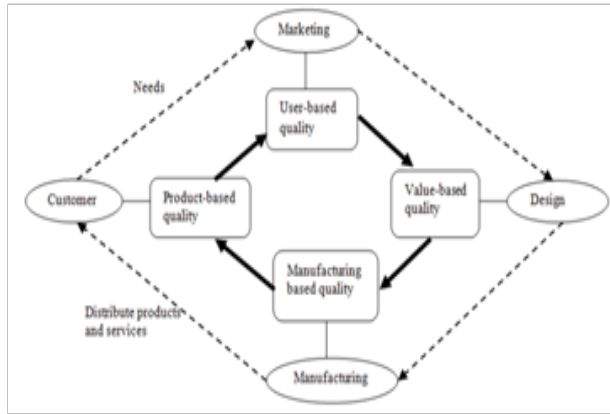 Marketing
Needs
User-based
quality
Customer
Product-based
quality
Value-based
quality
Design
Manufacturing
based quality
Distribute products
and services
Manufacturing